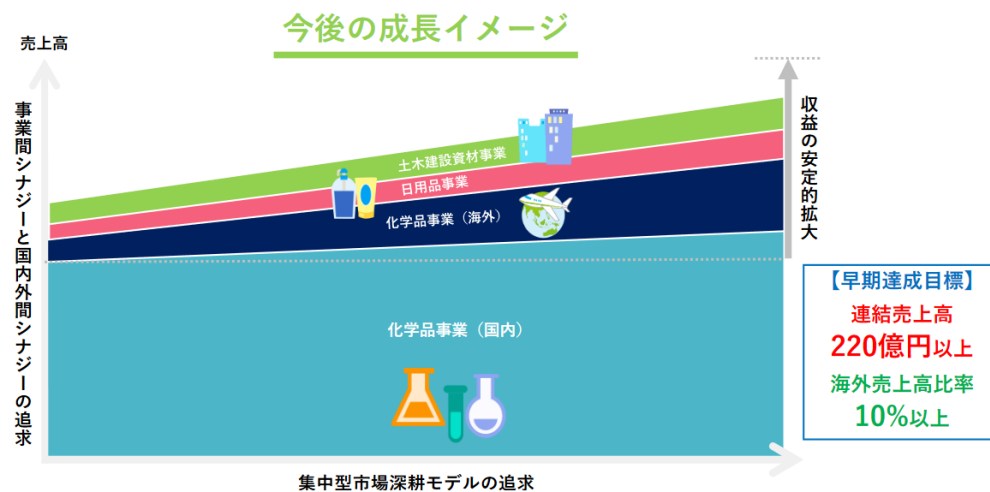 今後の成長イメージ
売上高
事業間シナジーと国内外間シナジーの追求
土木建設資材事業
日用品事業
化学品事業（海外）
化学品事業（国内）
収益の安定的拡大
【早期達成目標】
連結売上高
220億円以上
海外売上高比率
10%以上
集中型市場深耕モデルの追求